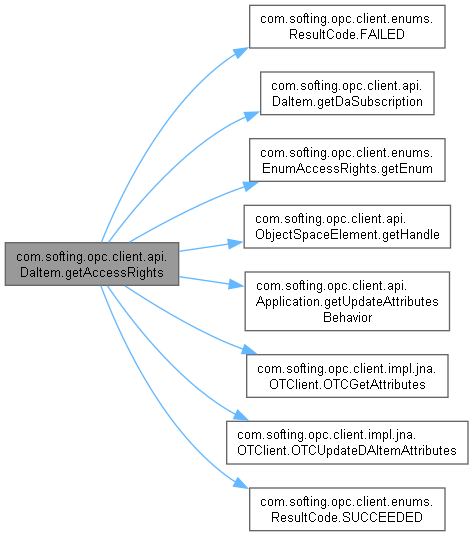 com.softing.opc.client.enums.
ResultCode.FAILED
com.softing.opc.client.api.
DaItem.getDaSubscription
com.softing.opc.client.enums.
EnumAccessRights.getEnum
com.softing.opc.client.api.
ObjectSpaceElement.getHandle
com.softing.opc.client.api.
DaItem.getAccessRights
com.softing.opc.client.api.
Application.getUpdateAttributes
Behavior
com.softing.opc.client.impl.jna.
OTClient.OTCGetAttributes
com.softing.opc.client.impl.jna.
OTClient.OTCUpdateDAItemAttributes
com.softing.opc.client.enums.
ResultCode.SUCCEEDED